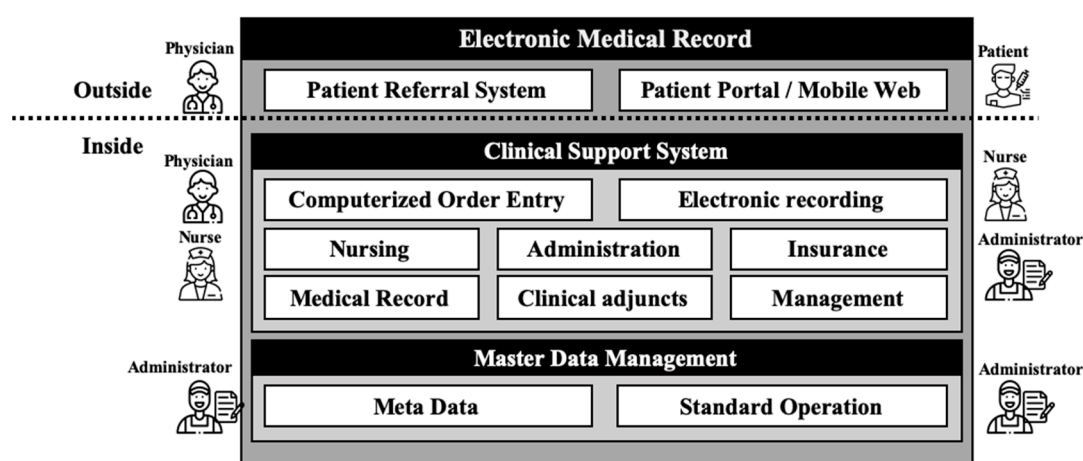 Electronic Medical Record
Physician
Patient
Outside
Patient Referral System
Patient Portal / Mobile Web
Inside
Physician
Clinical Support System
Nurse
Computerized Order Entry
Electronic recording
Nurse
Administrator
Nursing
Administration
Insurance
Medical Record
Clinical adjuncts
Management
Master Data Management
Administrator
Administrator
Meta Data
Standard Operation